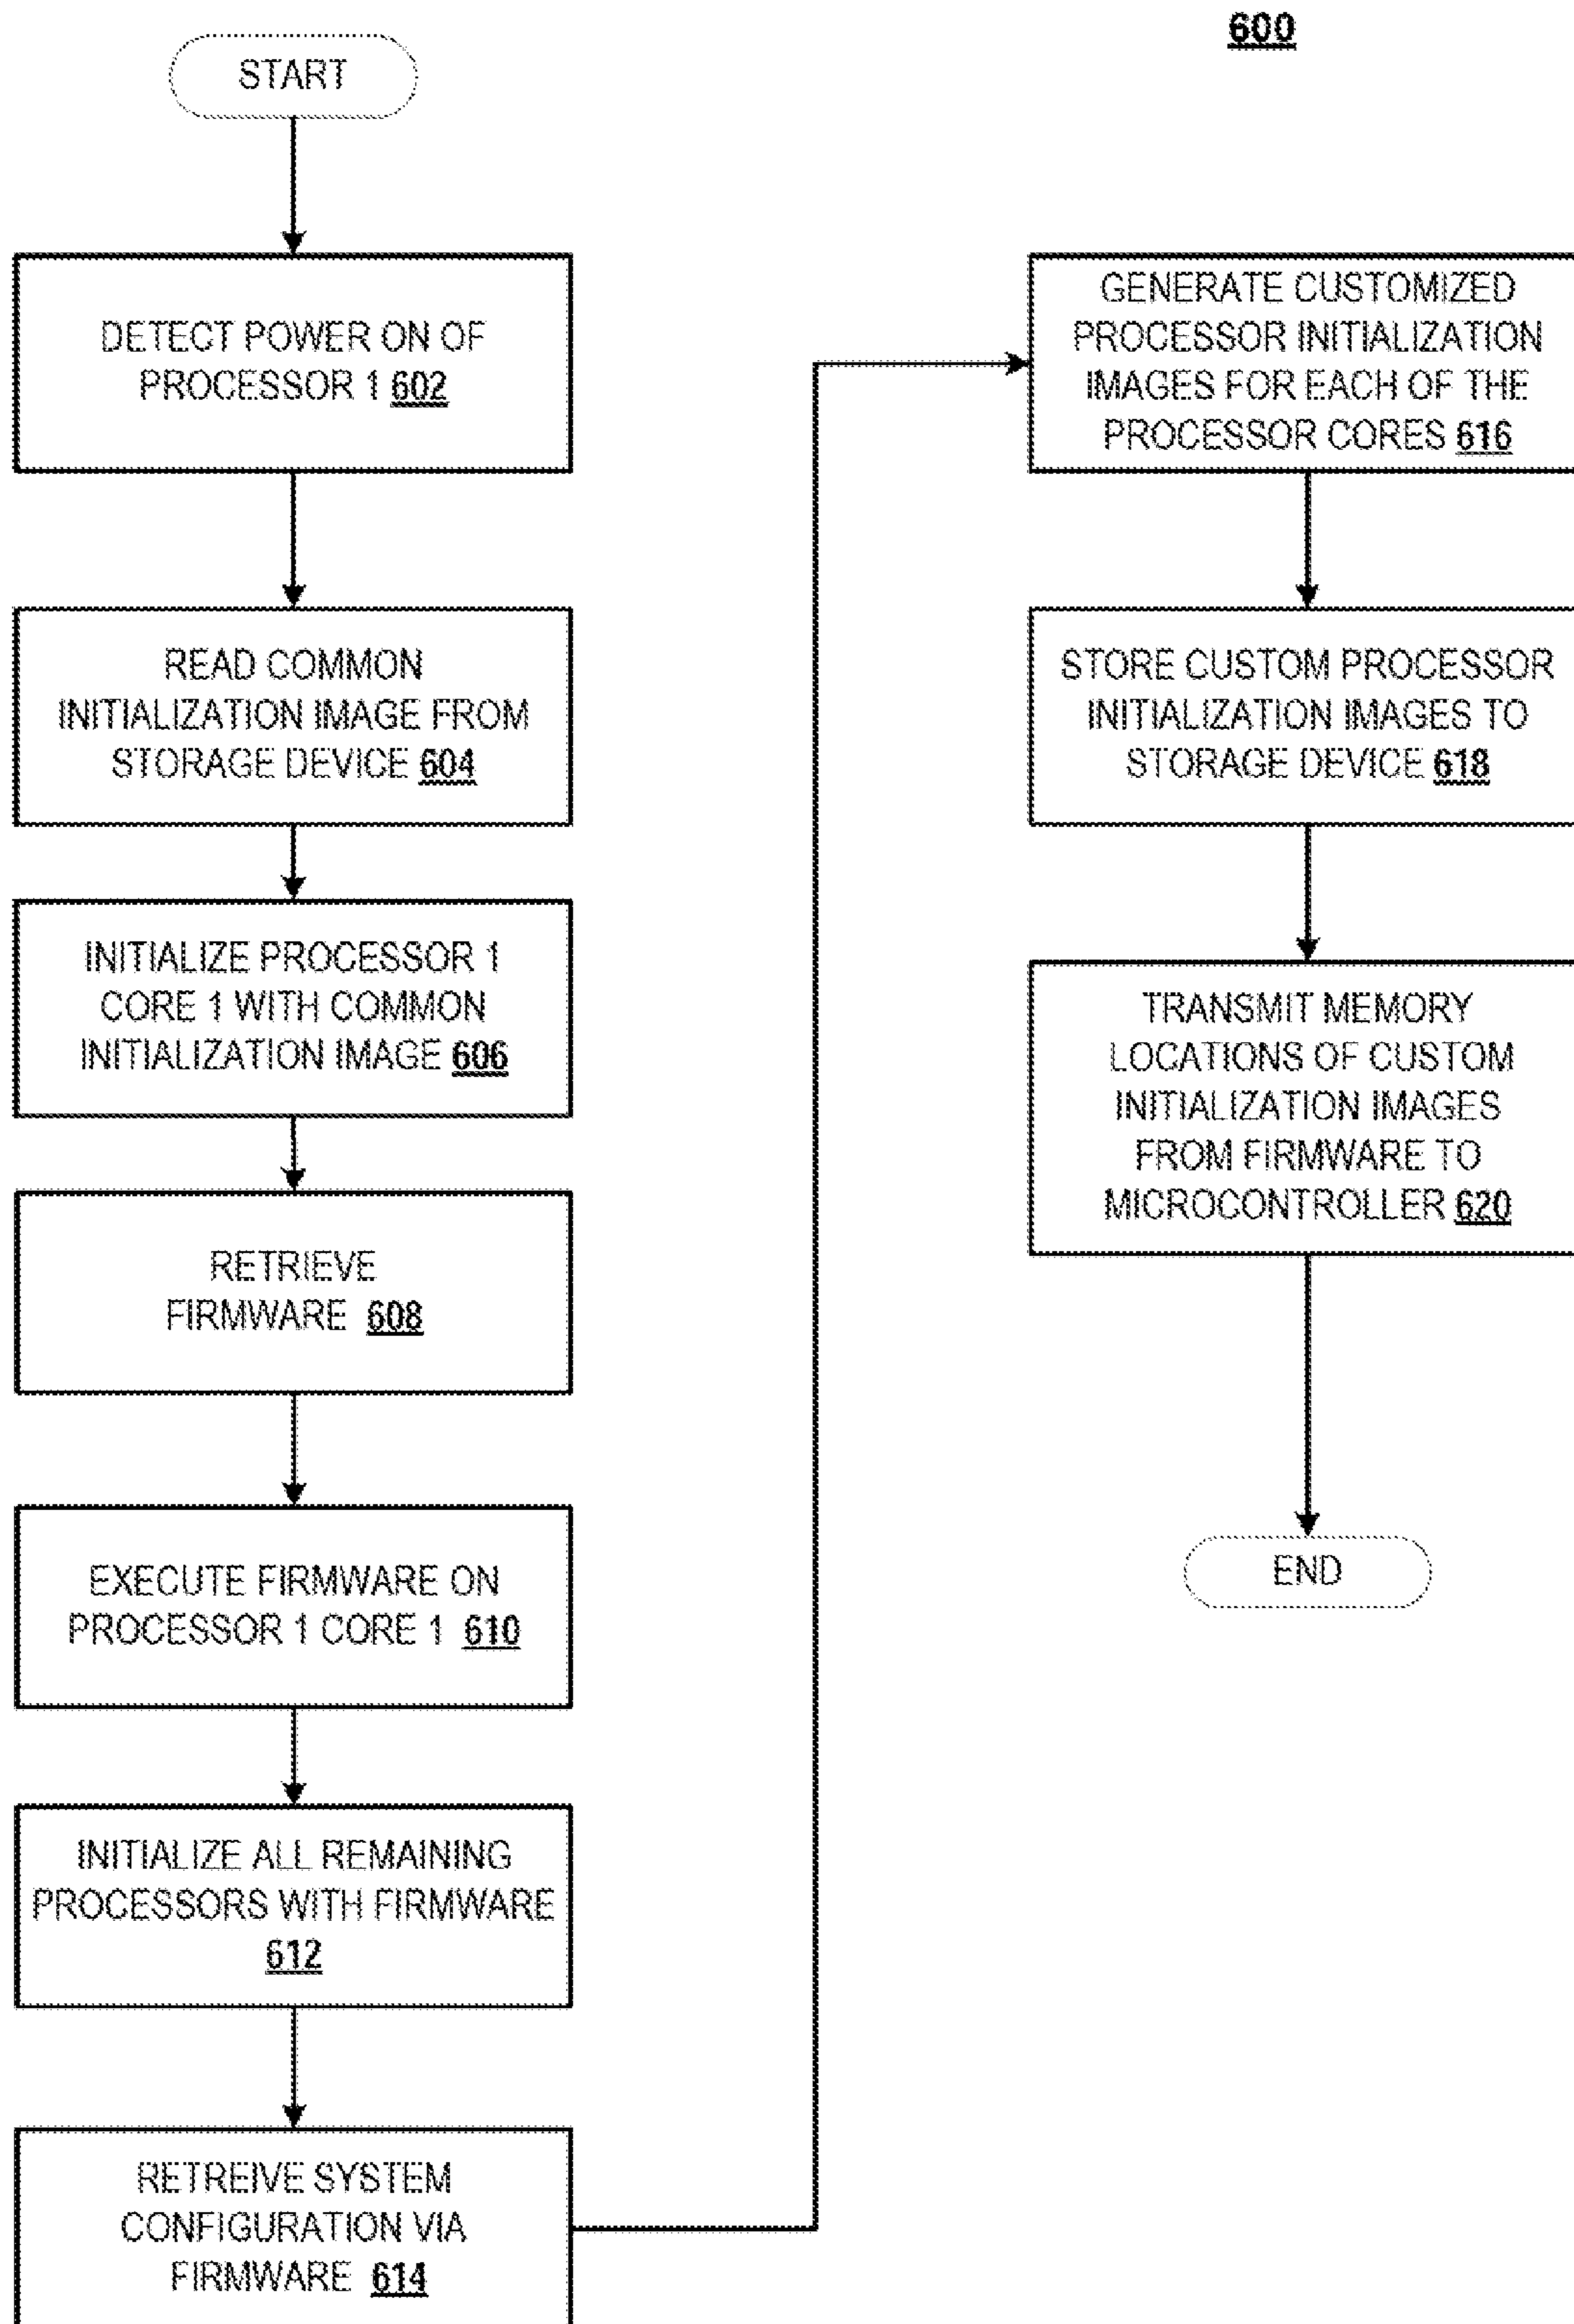 600
START
DETECT POWER ON OF
PROCESSOR 1 602
READ COMMON
INITIALIZATION IMAGE FROM
STORAGE DEVICE 604
INITIALIZE PROCESSOR 1
CORE 1 WITH COMMON
INITIALIZATION IMAGE 606
RETRIEVE
FIRMWARE 608
EXECUTE FIRMWARE ON
PROCESSOR 1 CORE 1 610
INITIALIZE ALL REMAINING
PROCESSORS WITH FIRMWARE
612
RETREIVE SYSTEM
CONFIGURATION VIA
FIRMWARE 614
GENERATE CUSTOMIZED
PROCESSOR INITIALIZATION
IMAGES FOR EACH OF THE
PROCESSOR CORES 616
STORE CUSTOM PROCESSOR
INITIALIZATION IMAGES TO
STORAGE DEVICE 618
TRANSMIT MEMORY
LOCATIONS OF CUSTOM
INITIALIZATION IMAGES
FROM FIRMWARE TO
MICROCONTROLLER 620
END